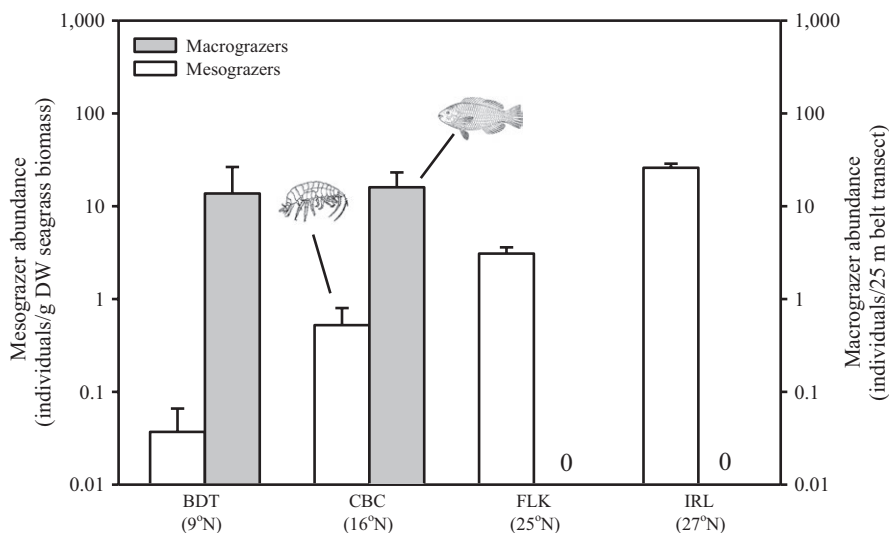 1,000
100
10
1
0.1
0.01
Mesograzer abundance
(individuals/g DW seagrass biomass)
Macrograzers
Mesograzers
0
0
1,000
100
10
1
0.1
0.01
Macrograzer abundance
(individuals/25 m belt transect)
BDT
(9°N)
CBC
(16°N)
FLK
(25°N)
IRL
(27°N)